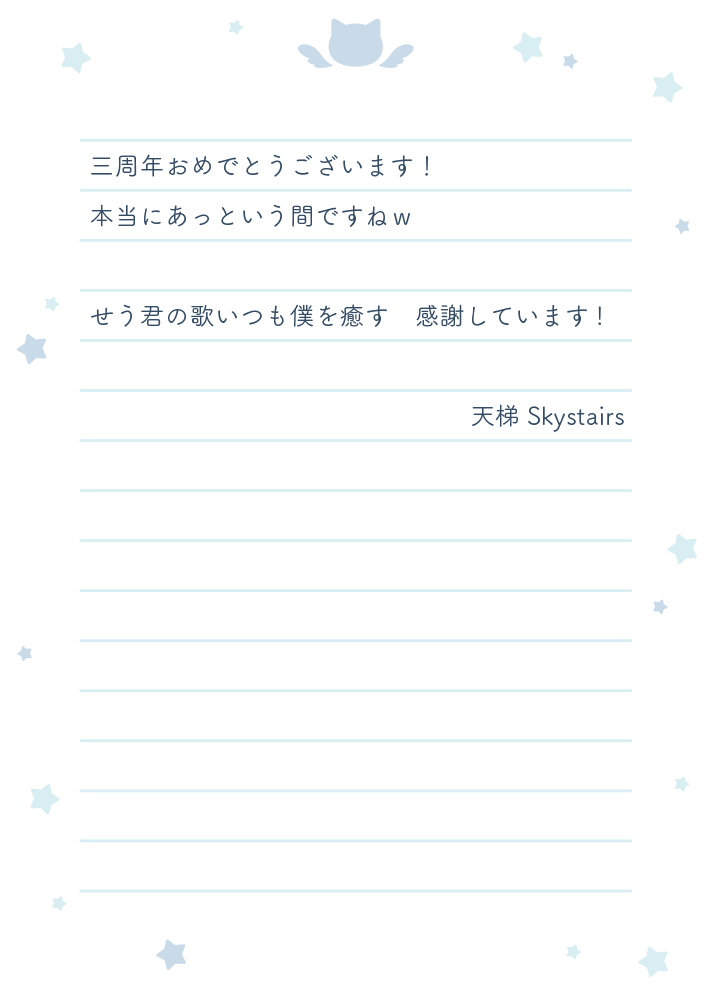 三周年おめでとうございます！
本当にあっという間ですねｗ
せう君の歌いつも僕を癒す　感謝しています！
天梯 Skystairs